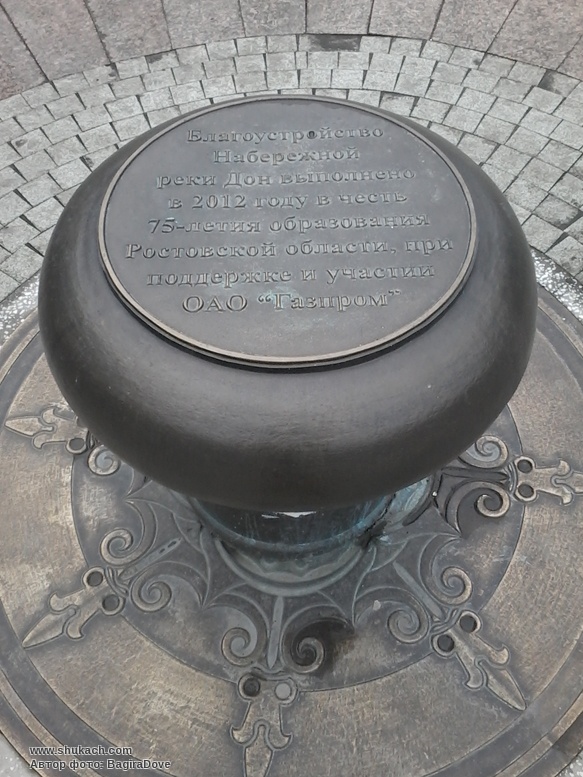 Благоустройство
Набережной
реки Дон выполнено
в 2012 году в честь
75-летия образования
Ростовской области, при
поддержке и участии
ОАО “Газпром”
www.shukach.com
Автор фото: BagiraDove